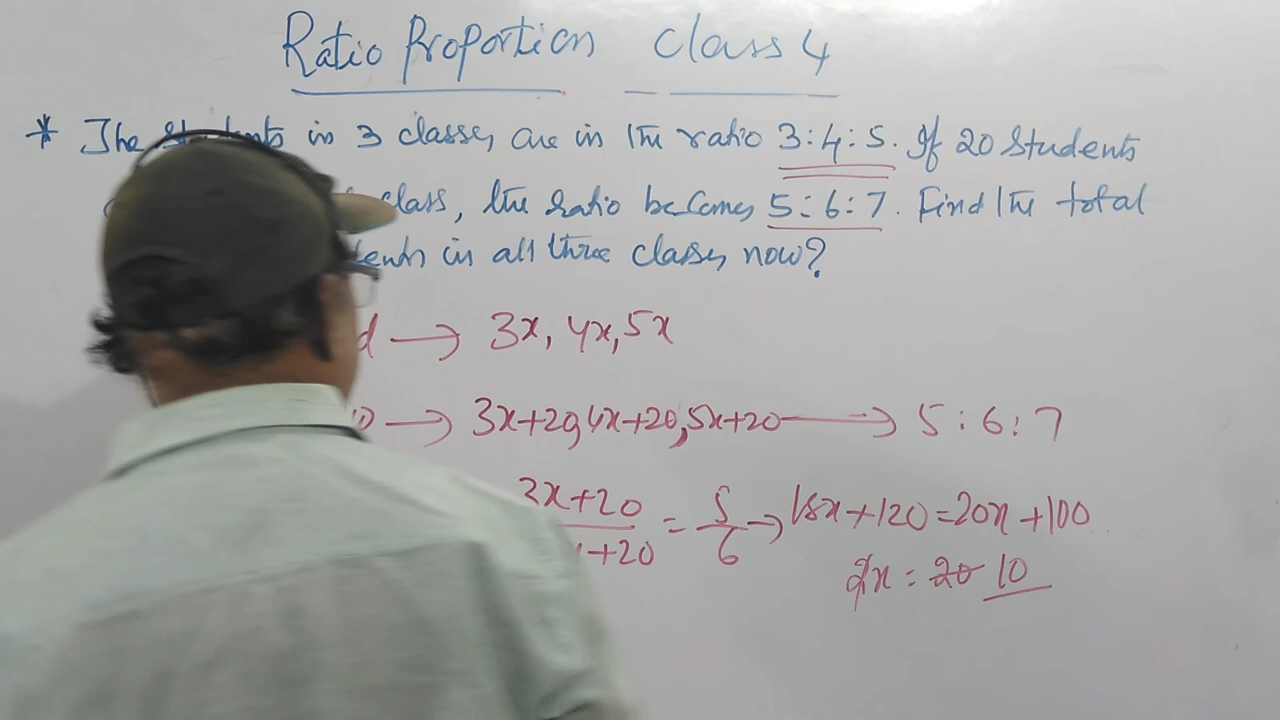 Ratio Proportion Class 4
* The students in 3 classes are in the ratio 3:4:5. If 20 students
class, the ratio becomes 5:6:7. Find the total
in all three classes now?
→ 3x, 4x, 5x
→ 3x+20, 4x+20, 5x+20 → 5:6:7
3x+20 / +20 = 5/6 → 18x+120=20x+100
2x = 20 10